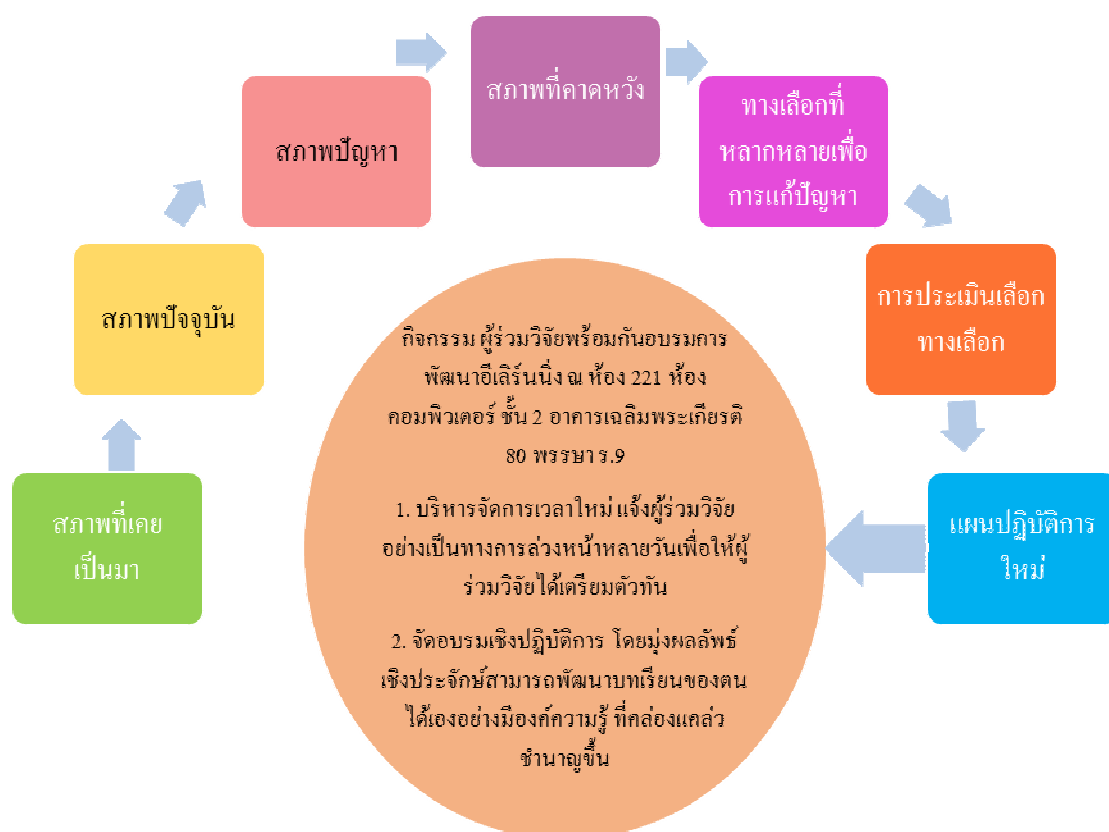 สภาพที่เคย
เป็นมา
สภาพปัจจุบัน
สภาพปัญหา
สภาพที่คาดหวัง
ทางเลือกที่
หลากหลายเพื่อ
การแก้ปัญหา
การประเมินเลือก
ทางเลือก
แผนปฏิบัติการ
ใหม่
กิจกรรม ผู้ร่วมวิจัยพร้อมกันอบรมการ
พัฒนาอีเลิร์นนิ่ง ณ ห้อง 221 ห้อง
คอมพิวเตอร์ ชั้น 2 อาคารเฉลิมพระเกียรติ
80 พรรษา ร.9
1. บริหารจัดการเวลาใหม่ แจ้งผู้ร่วมวิจัย
อย่างเป็นทางการล่วงหน้าหลายวันเพื่อให้ผู้
ร่วมวิจัยได้เตรียมตัวทัน
2. จัดอบรมเชิงปฏิบัติการ โดยมุ่งผลลัพธ์
เชิงประจักษ์สามารถพัฒนาบทเรียนของตน
ได้เองอย่างมีองค์ความรู้ ที่คล่องแคล่ว
ชำนาญขึ้น